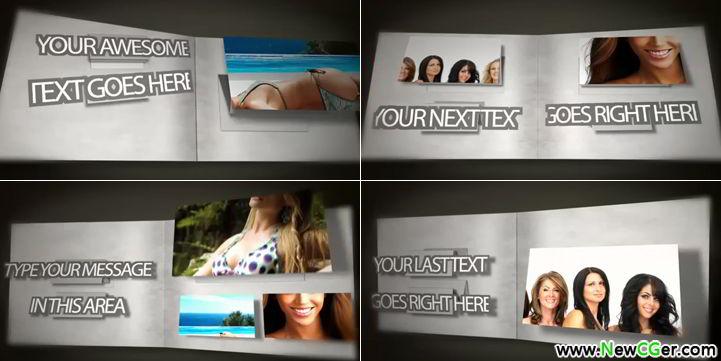 YOUR AWESOME
TEXT GOES HERE
YOUR NEXT TEXT
GOES RIGHT HERE
TYPE YOUR MESSAGE
IN THIS AREA
YOUR LAST TEXT
GOES RIGHT HERE
www.NewCGer.com